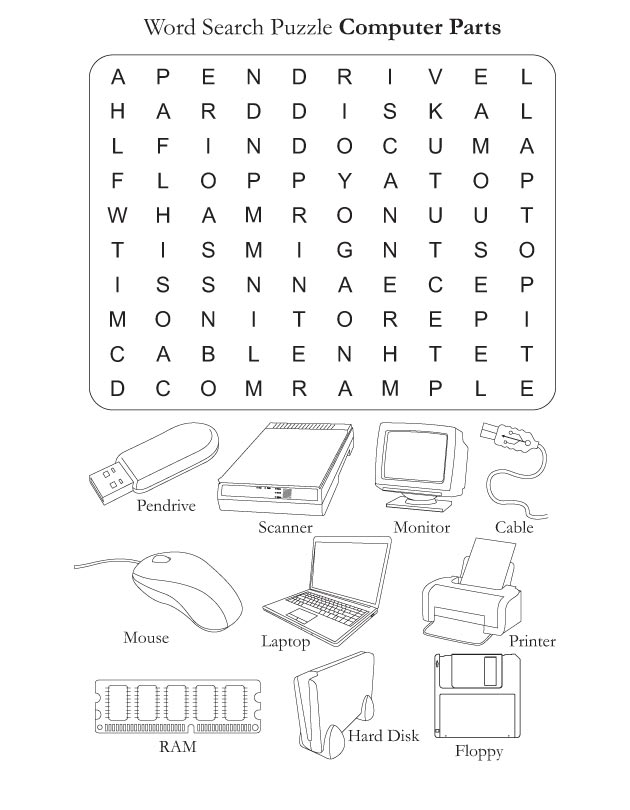 Word Search Puzzle Computer Parts
A P E N D R I V E L
H A R D D I S K A L
L F I N D O C U M A
F L O P P Y A T O P
W H A M R O N U U T
T I S M I G N T S O
I S S N N A E C E P
M O N I T O R E P I
C A B L E N H T E T
D C O M R A M P L E
Pendrive
Scanner
Monitor
Cable
Mouse
Laptop
Printer
RAM
Hard Disk
Floppy